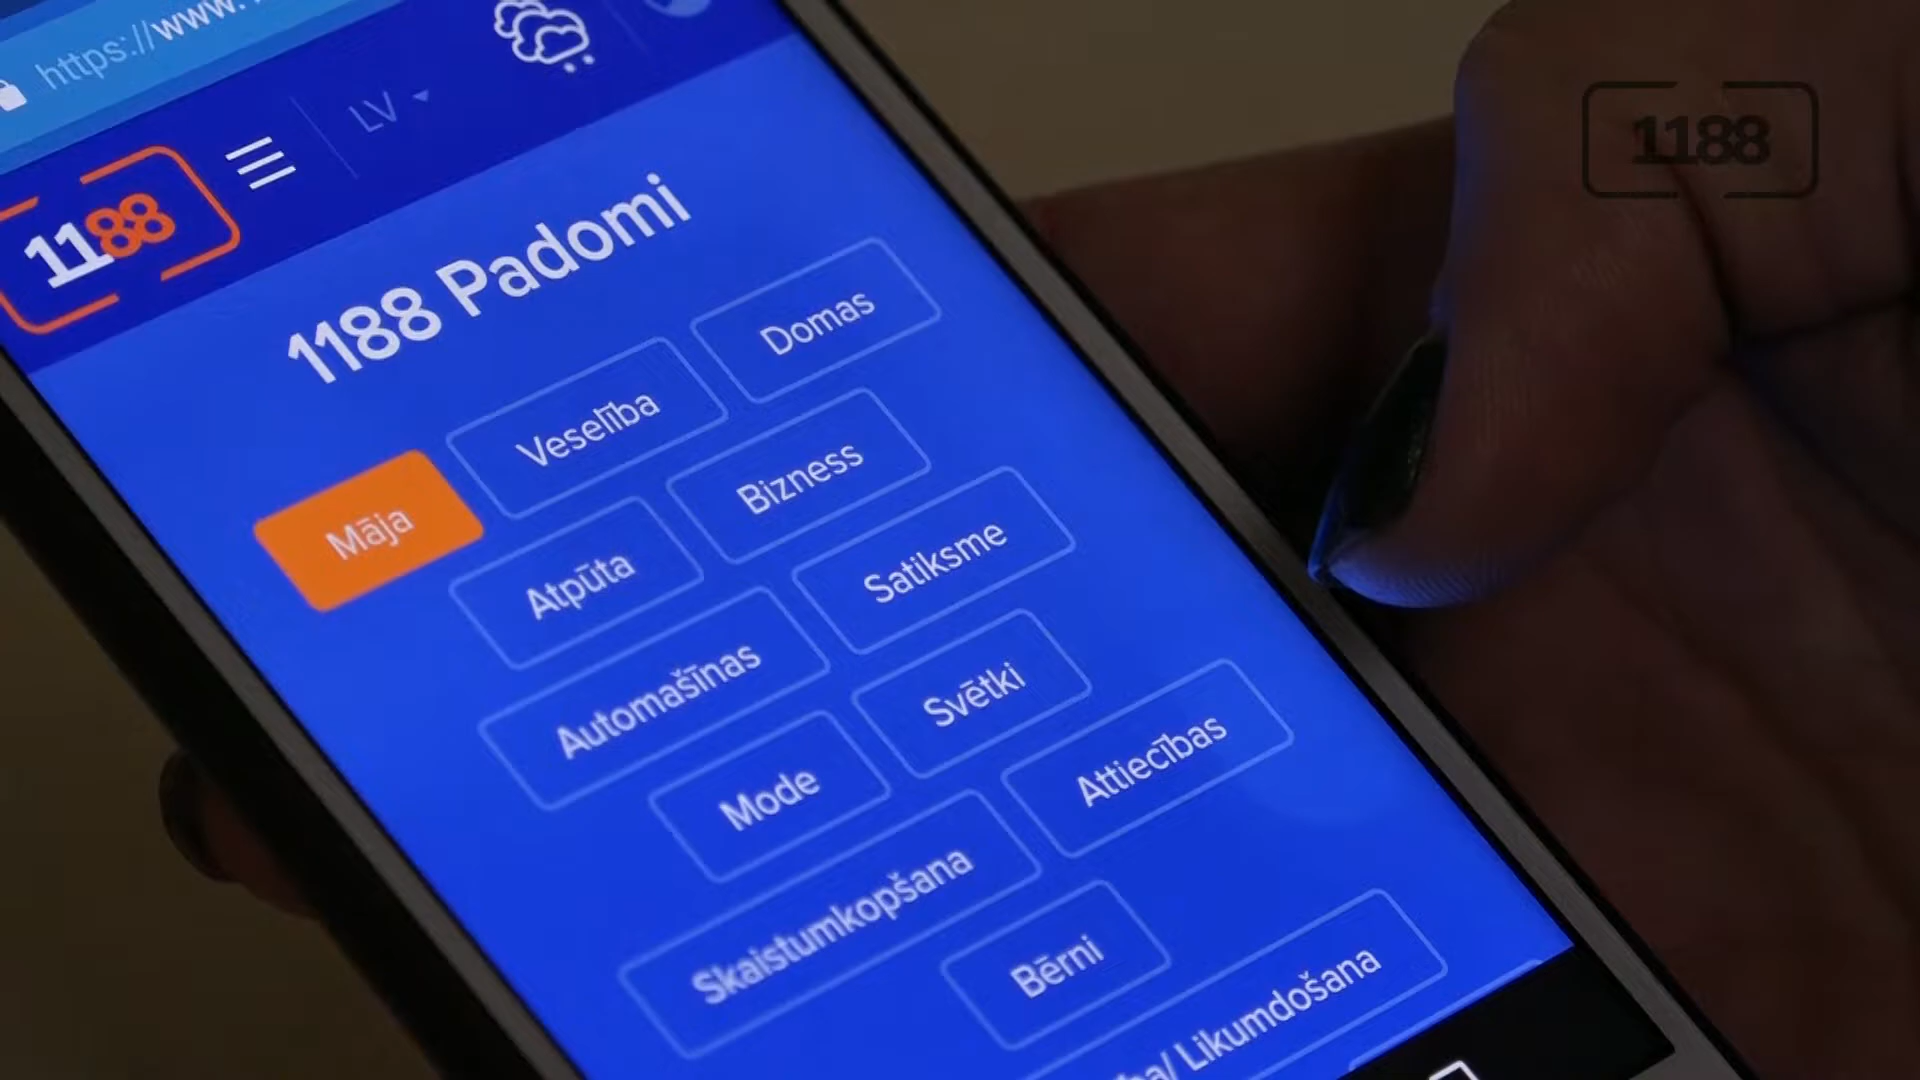 https://www.
LV
1188
1188
1188 Padomi
Māja
Veselība
Domas
Atpūta
Bizness
Automašīnas
Satiksme
Mode
Svētki
Skaistumkopšana
Attiecības
Bērni
Likumdošana